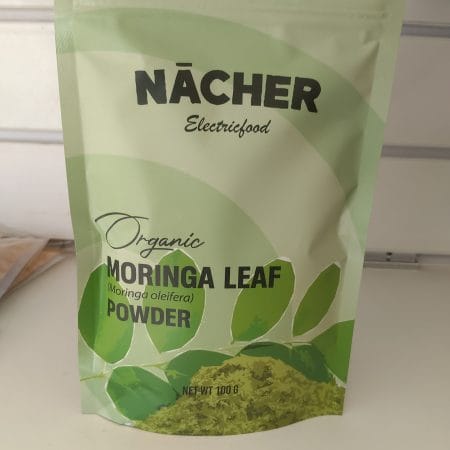 NĀCHER
Electricfood
Organic
MORINGA LEAF
(Moringa oleifera)
POWDER
NET WT 100 G